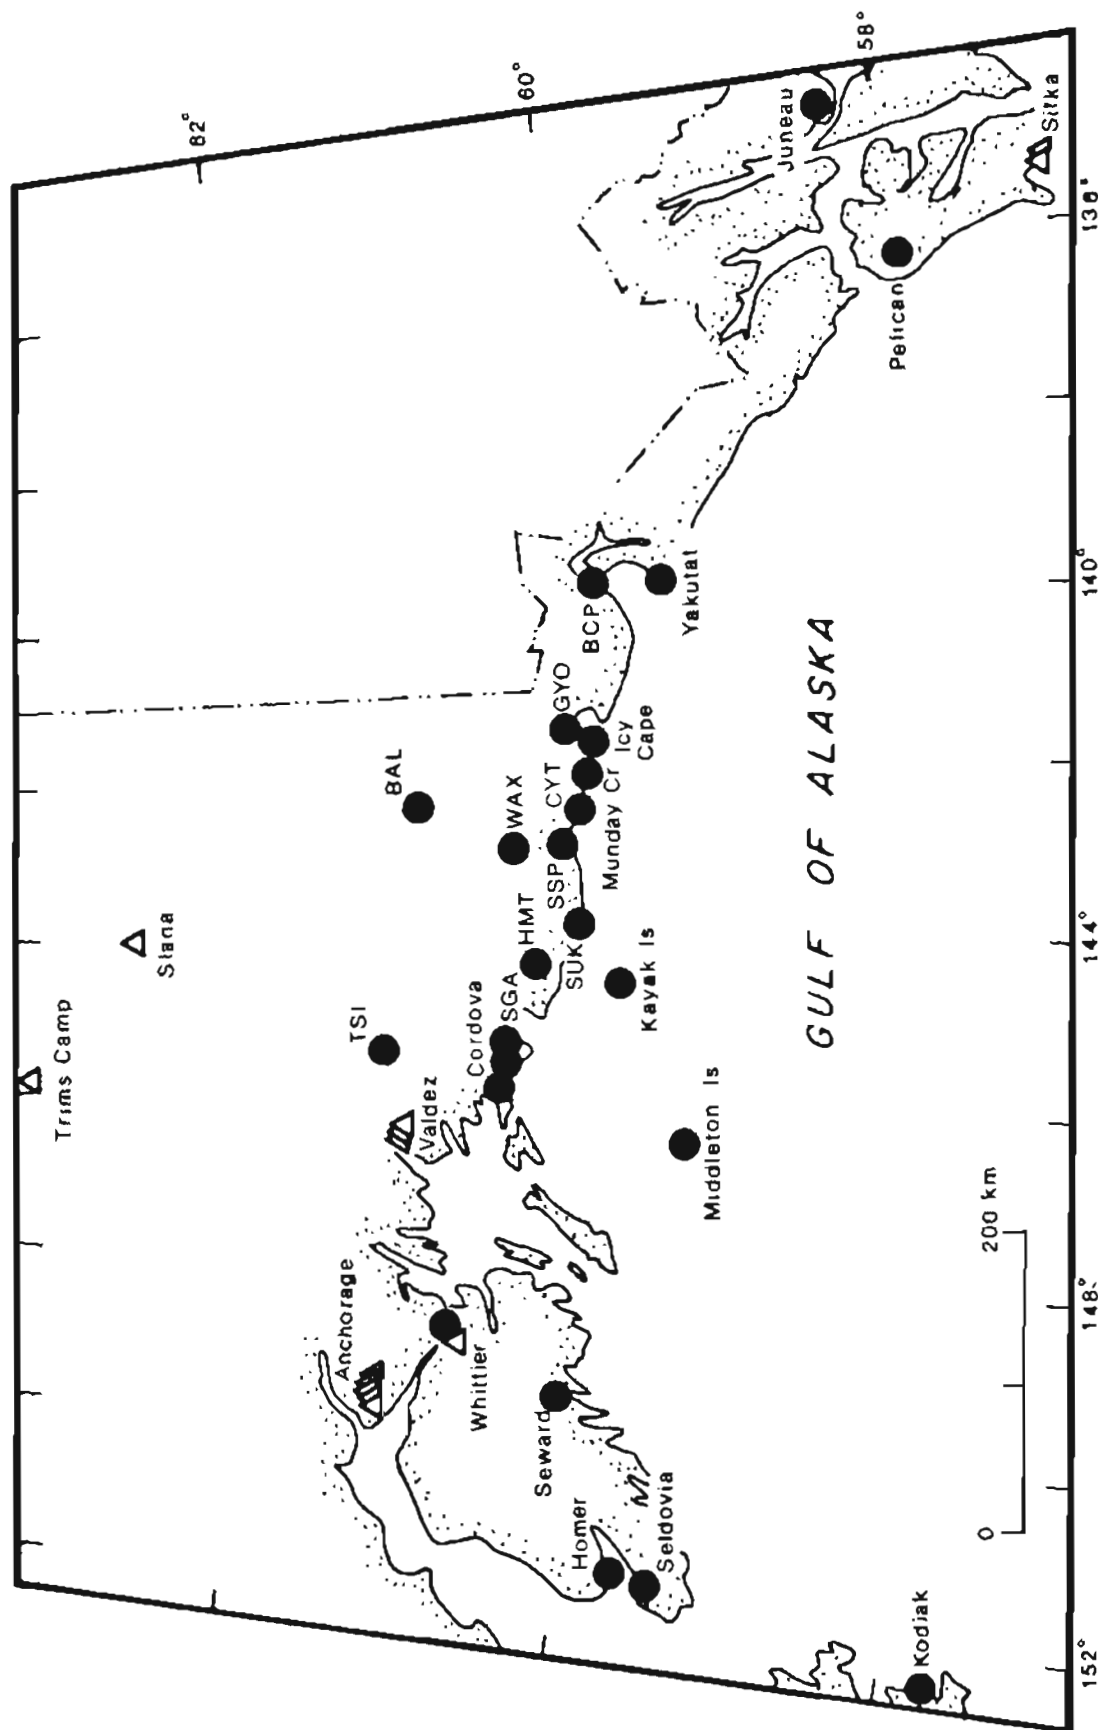 62°
60°
58°
Trims Camp
Slana
TSI
BAL
Valdez
Cordova
SGA
HMT
WAX
SUK
SSP
CYT
Munday Cr
GYO
Icy
Cape
BCP
Yakutat
Juneau
Pelican
Sitka
Anchorage
Whittier
Seward
Homer
Seldovia
Kodiak
Middleton Is
Kayak Is
GULF OF ALASKA
0
200 km
152°
148°
144°
140°
136°